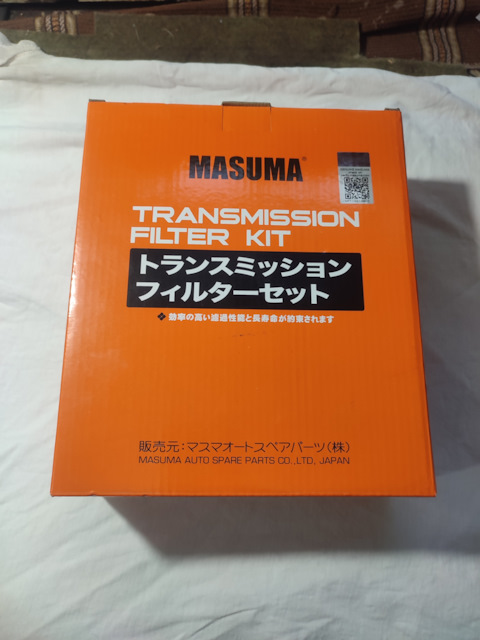 MASUMA®
TRANSMISSION
FILTER KIT
トランスミッション
フィルターセット
❖ 効率の高い濾過性能と長寿命が約束されます
販売元:マスマオートスペアパーツ(株)
MASUMA AUTO SPARE PARTS CO.,LTD, JAPAN